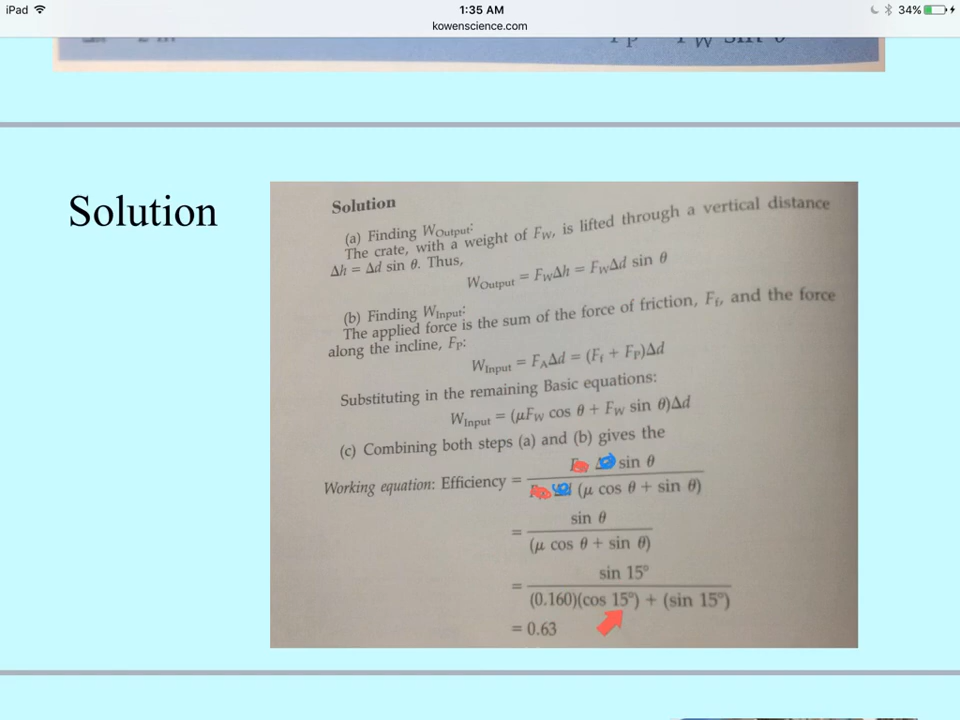 iPad
1:35 AM
34%
kowenscience.com
Solution
Solution
(a) Finding W_Output:
The crate, with a weight of F_W, is lifted through a vertical distance
Δh = Δd sin θ. Thus,
W_Output = F_WΔh = F_WΔd sin θ
(b) Finding W_Input:
The applied force is the sum of the force of friction, F_f, and the force
along the incline, F_P:
W_Input = F_AΔd = (F_f + F_P)Δd
Substituting in the remaining Basic equations:
W_Input = (μF_W cos θ + F_W sin θ)Δd
(c) Combining both steps (a) and (b) gives the
sin θ
Working equation: Efficiency =
(μ cos θ + sin θ)
sin θ
=
(μ cos θ + sin θ)
sin 15°
=
(0.160)(cos 15°) + (sin 15°)
= 0.63